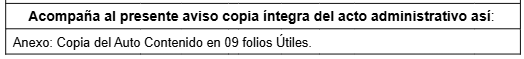 Acompaña al presente aviso copia íntegra del acto administrativo así:
Anexo: Copia del Auto Contenido en 09 folios Útiles.